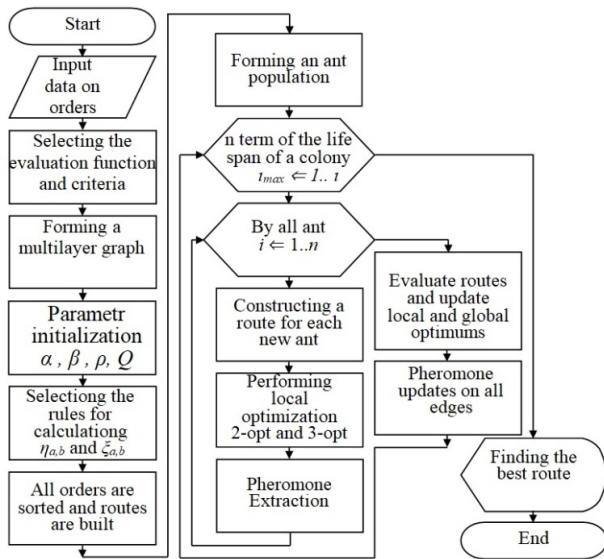 Start
Input
data on
orders
Selecting the
evaluation function
and criteria
Forming a
multilayer graph
Parametr
initialization
α , β , ρ, Q
Selectiong the
rules for
calculationg
ηa,b and ξa,b
All orders are
sorted and routes
are built
Forming an ant
population
n term of the life
span of a colony
ımax ⇐ 1.. ı
By all ant
i ⇐ 1..n
Constructing a
route for each
new ant
Performing
local
optimization
2-opt and 3-opt
Pheromone
Extraction
Evaluate routes
and update
local and global
optimums
Pheromone
updates on all
edges
Finding the
best route
End